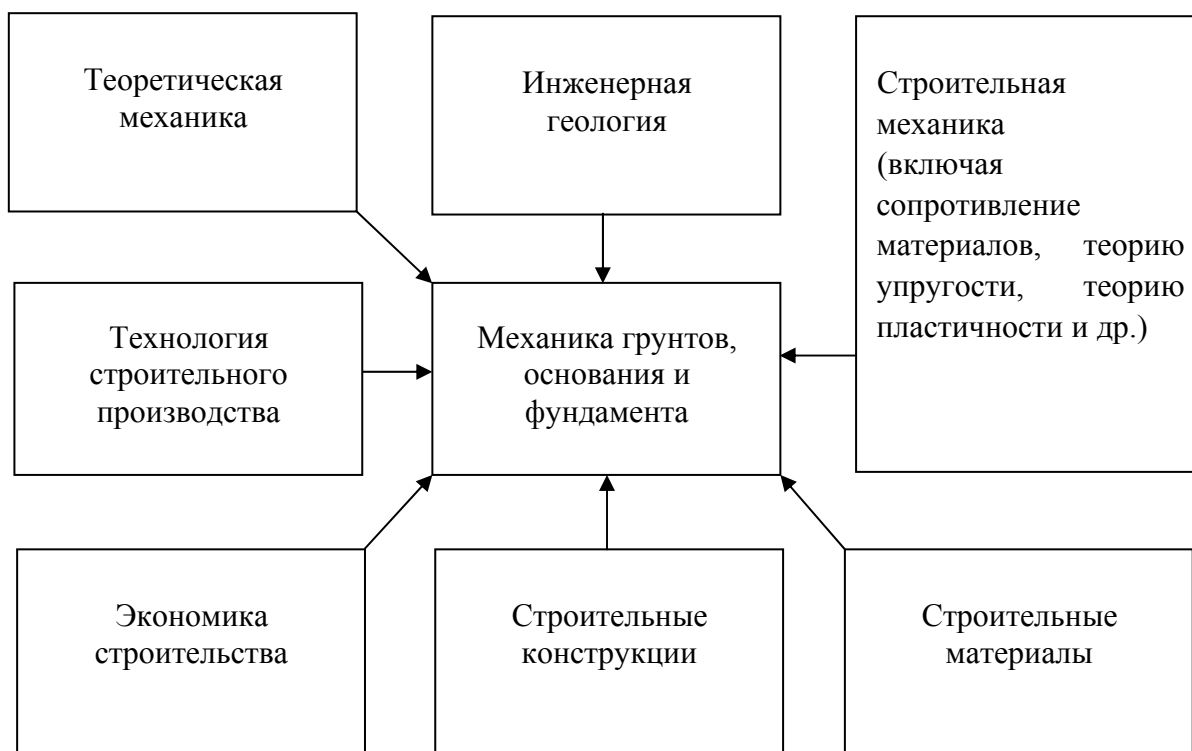 Теоретическая
механика
Инженерная
геология
Строительная
механика
(включая
сопротивление
материалов, теорию
упругости, теорию
пластичности и др.)
Технология
строительного
производства
Механика грунтов,
основания и
фундамента
Экономика
строительства
Строительные
конструкции
Строительные
материалы